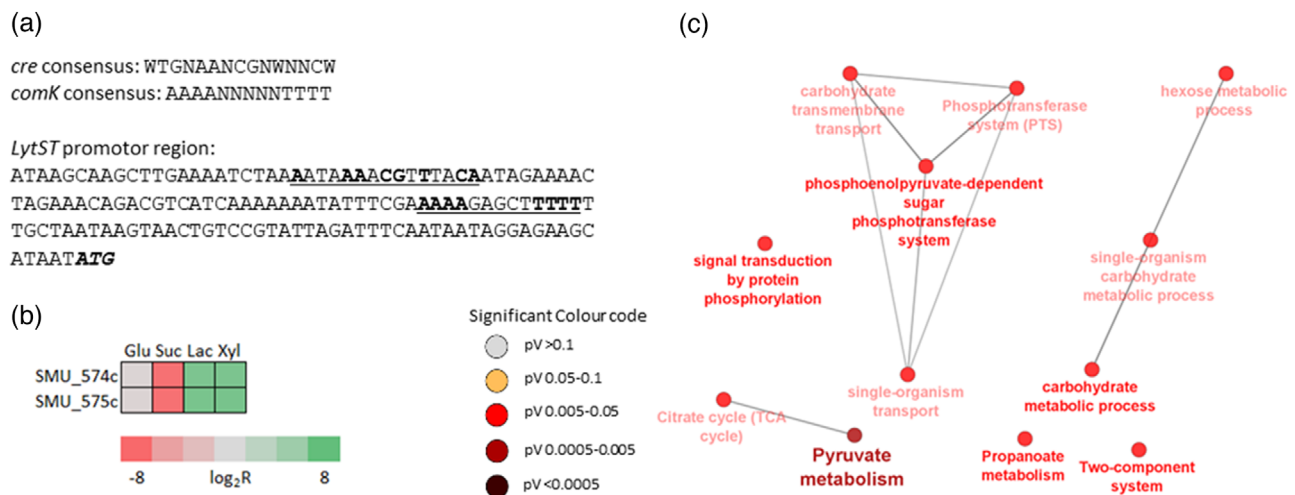 (a)
cre consensus: WTGNAANCGNWNNCW
comK consensus: AAAANNNNNTTTT
LytST promotor region:
ATAAGCAAGCTTGAAAATCTAAAATAAAACGTTTACAATAGAAAAC
TAGAAACAGACGTCATCAAAAAAATATTTCGAAAAAGAGCTTTTTT
TGCTAATAAGTAACTGTCCGTATTAGATTTCAATAATAGGAGAAGC
ATAATATG
(b)
Glu Suc Lac Xyl
SMU_574c
SMU_575c
-8 log2R 8
Significant Colour code
pV >0.1
pV 0.05-0.1
pV 0.005-0.05
pV 0.0005-0.005
pV <0.0005
(c)
carbohydrate
transmembrane
transport
Phosphotransferase
system (PTS)
hexose metabolic
process
phosphoenolpyruvate-dependent
sugar
phosphotransferase
system
signal transduction
by protein
phosphorylation
single-organism
carbohydrate
metabolic process
single-organism
transport
carbohydrate
metabolic process
Citrate cycle (TCA
cycle)
Pyruvate
metabolism
Propanoate
metabolism
Two-component
system